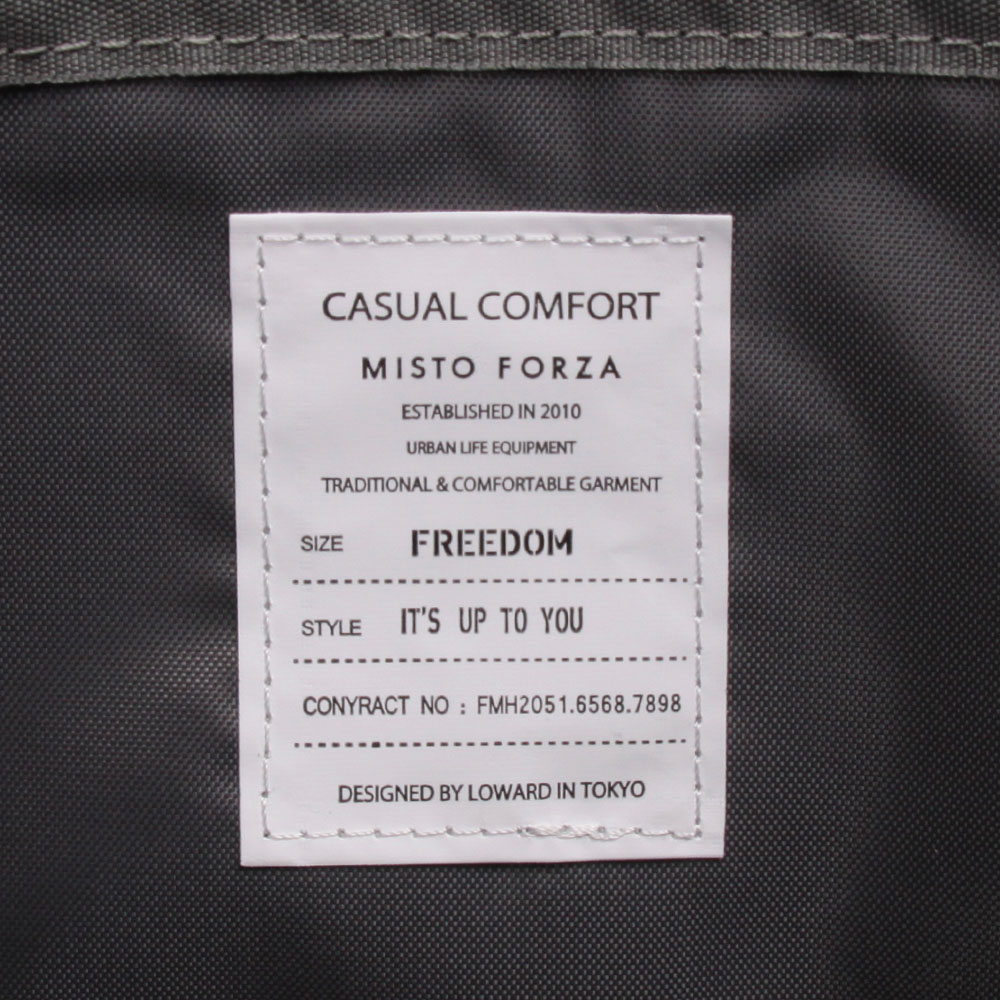 CASUAL COMFORT
MISTO FORZA
ESTABLISHED IN 2010
URBAN LIFE EQUIPMENT
TRADITIONAL & COMFORTABLE GARMENT
SIZE FREEDOM
STYLE IT'S UP TO YOU
CONYRACT NO : FMH2051.6568.7898
DESIGNED BY LOWARD IN TOKYO